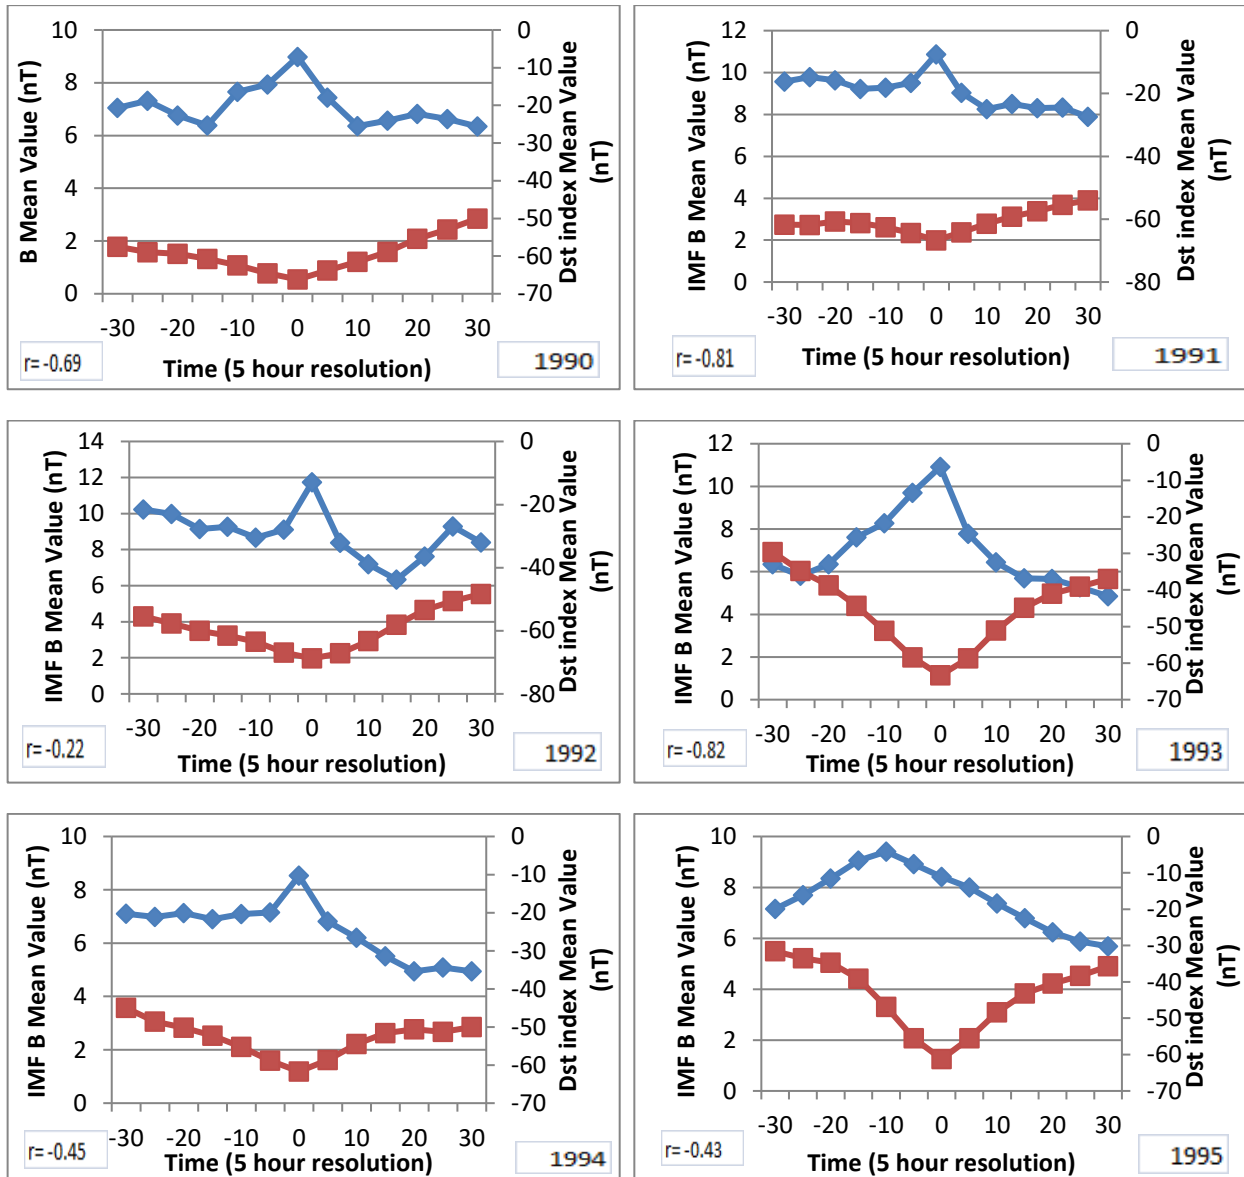 B Mean Value (nT)
10
8
6
4
2
0
0
-10
-20
-30
-40
-50
-60
-70
Dst index Mean Value
(nT)
-30 -20 -10 0 10 20 30
r= -0.69
Time (5 hour resolution)
1990
IMF B Mean Value (nT)
12
10
8
6
4
2
0
0
-20
-40
-60
-80
Dst index Mean Value
(nT)
-30 -20 -10 0 10 20 30
r= -0.81
Time (5 hour resolution)
1991
IMF B Mean Value (nT)
14
12
10
8
6
4
2
0
0
-20
-40
-60
-80
Dst index Mean Value
(nT)
-30 -20 -10 0 10 20 30
r= -0.22
Time (5 hour resolution)
1992
IMF B Mean Value (nT)
12
10
8
6
4
2
0
0
-10
-20
-30
-40
-50
-60
-70
Dst index Mean Value
(nT)
-30 -20 -10 0 10 20 30
r= -0.82
Time (5 hour resolution)
1993
IMF B Mean Value (nT)
10
8
6
4
2
0
0
-10
-20
-30
-40
-50
-60
-70
Dst index Mean Value
(nT)
-30 -20 -10 0 10 20 30
r= -0.45
Time (5 hour resolution)
1994
IMF B Mean Value (nT)
10
8
6
4
2
0
0
-10
-20
-30
-40
-50
-60
-70
Dst index Mean Value
(nT)
-30 -20 -10 0 10 20 30
r= -0.43
Time (5 hour resolution)
1995